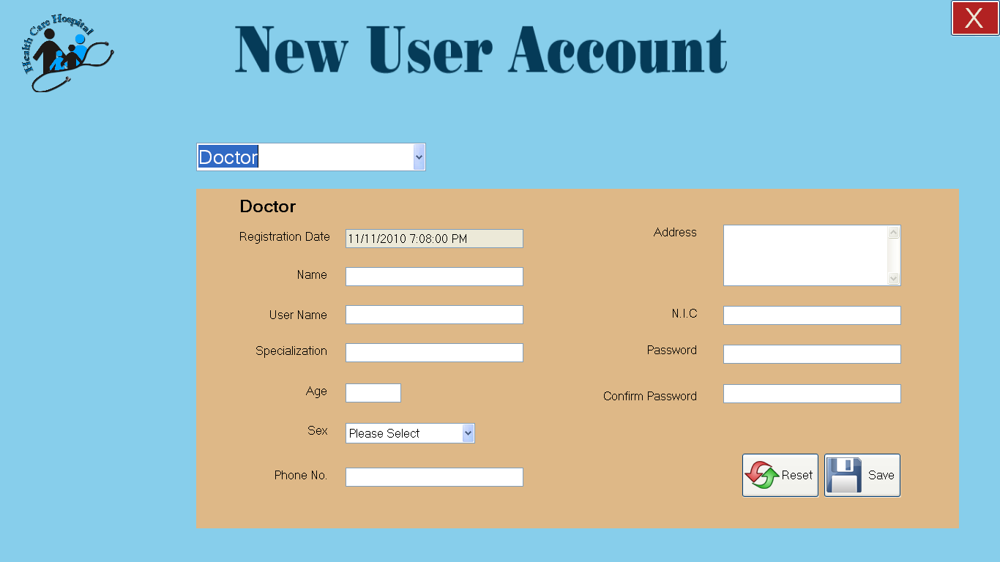 Health Care Hospital
New User Account
X
Doctor
Doctor
Registration Date
11/11/2010 7:08:00 PM
Name
User Name
Specialization
Age
Sex
Please Select
Phone No.
Address
N.I.C
Password
Confirm Password
Reset
Save